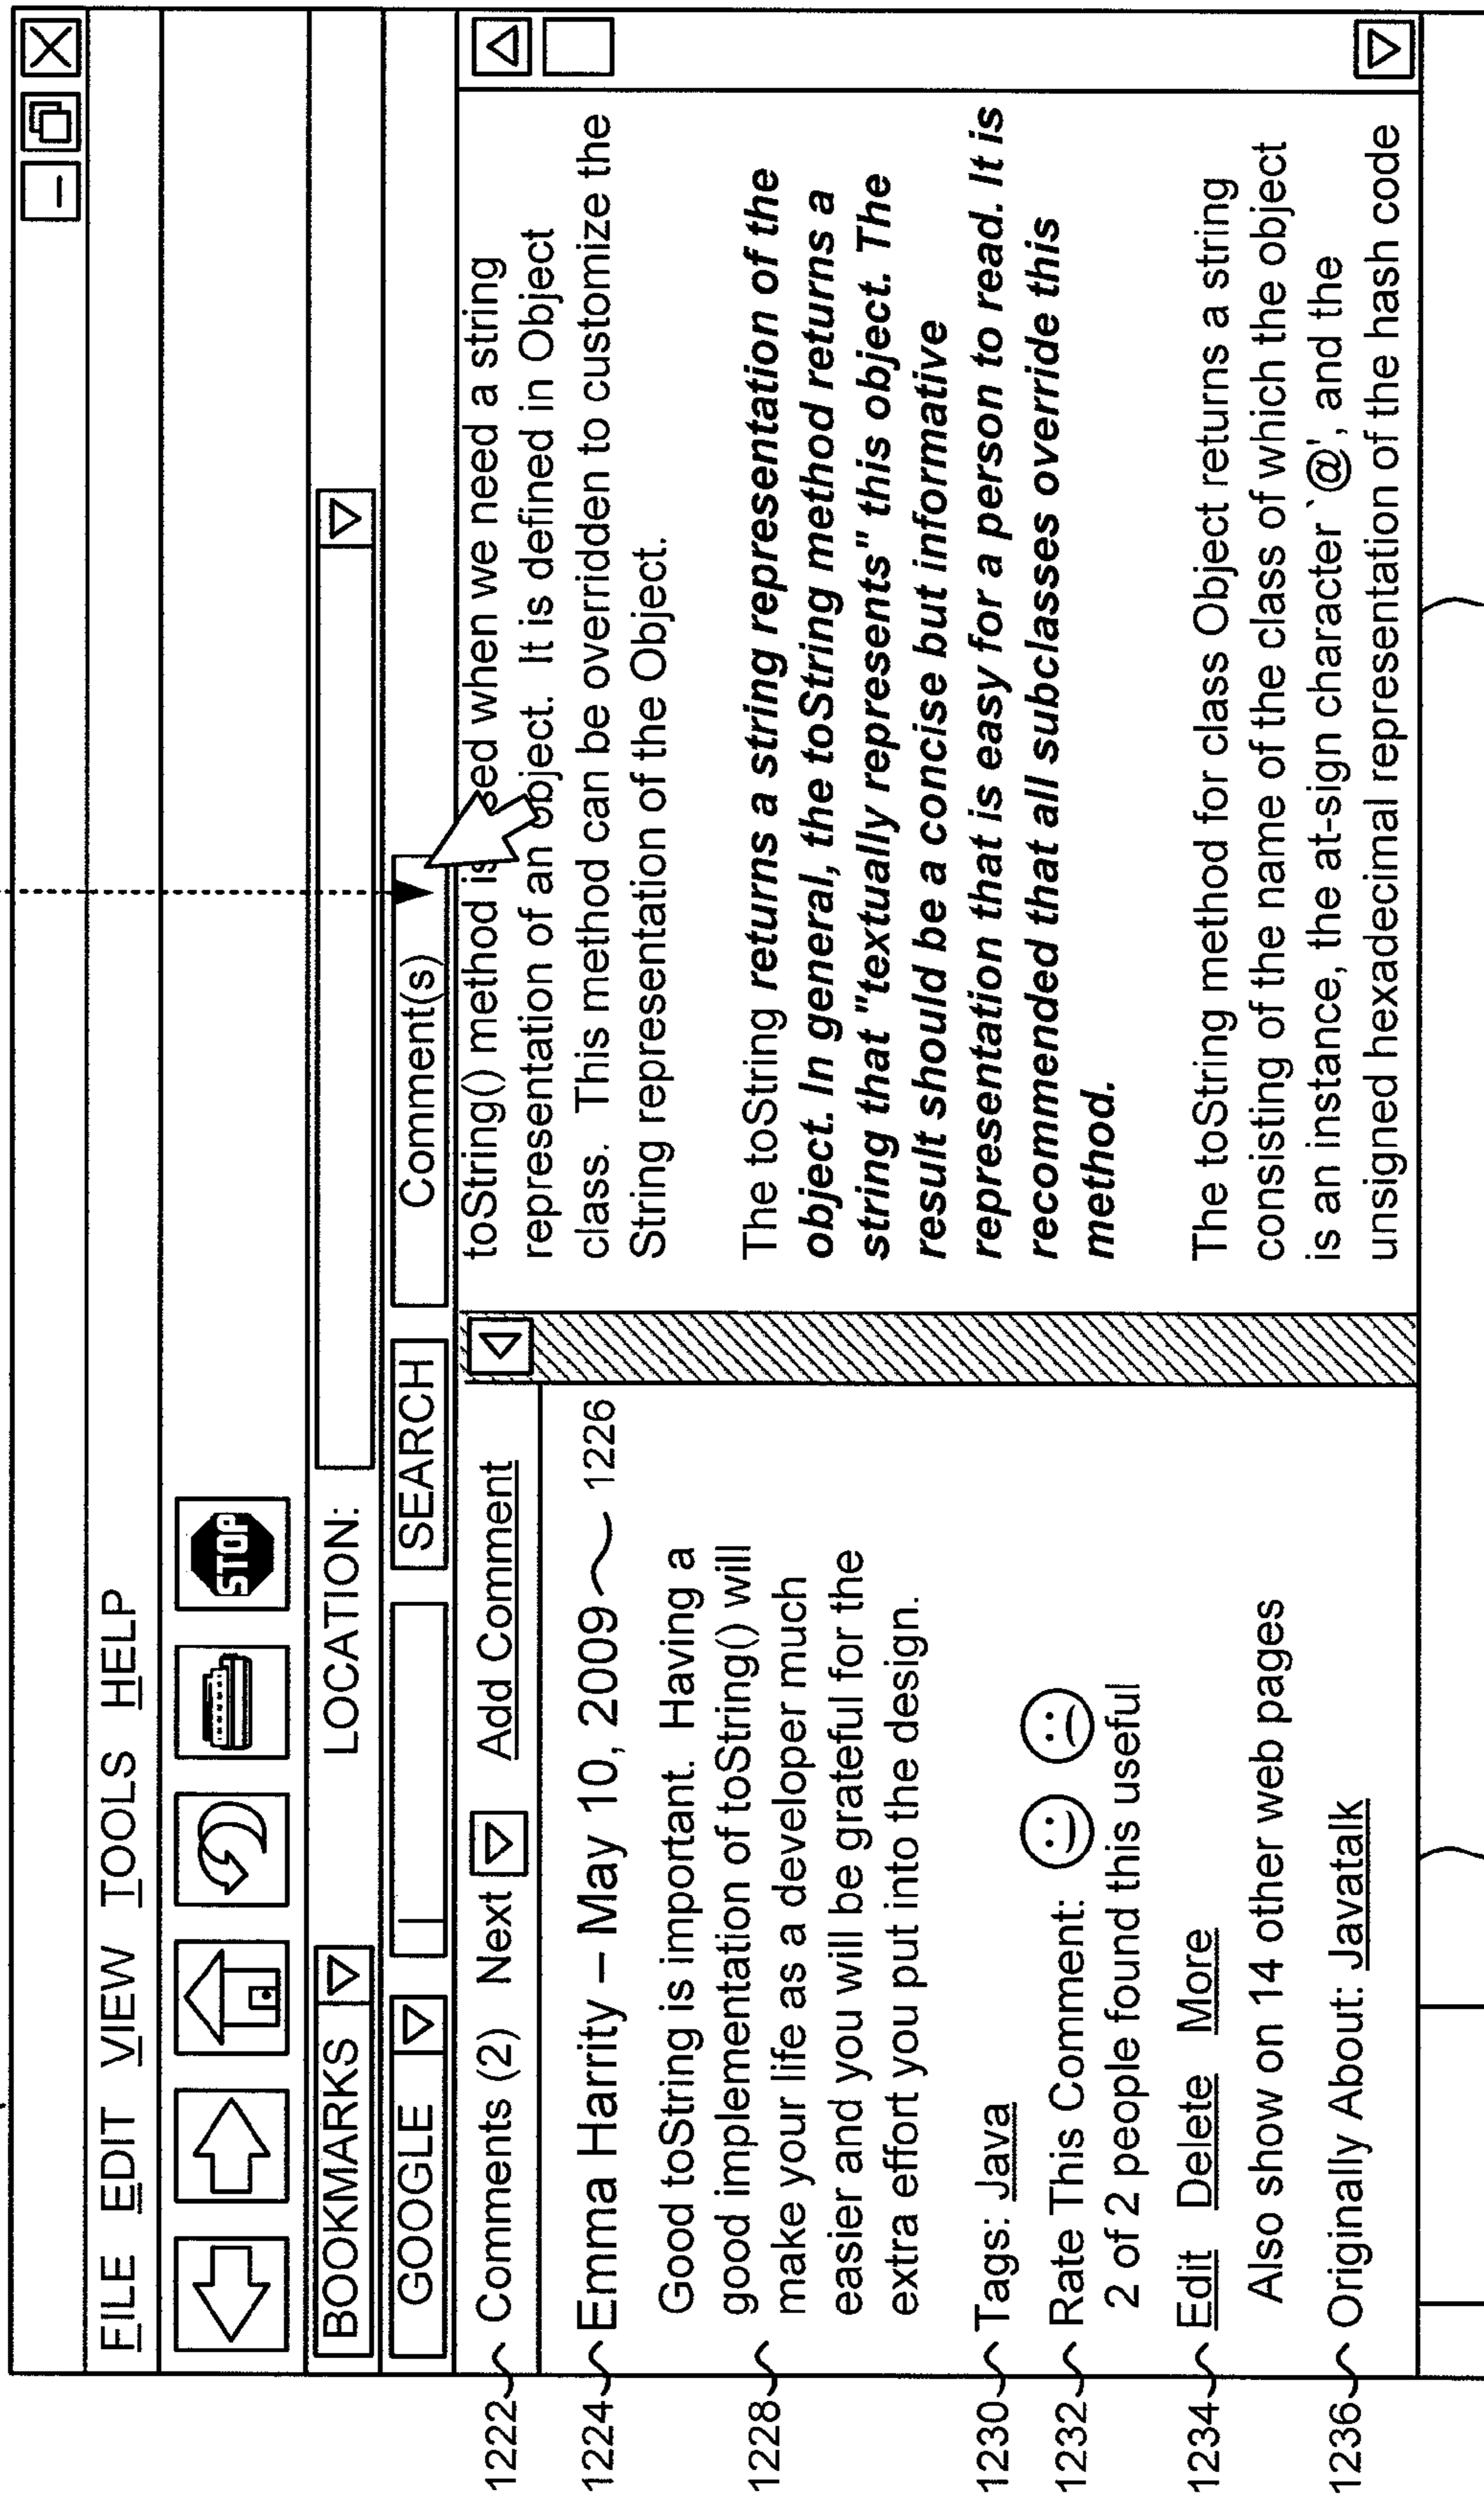 FILE EDIT VIEW TOOLS HELP
STOP
BOOKMARKS LOCATION:
GOOGLE SEARCH Comment(s)
1222 Comments (2) Next Add Comment
1224 Emma Harrity – May 10, 2009 1226
1228 Good toString is important. Having a
good implementation of toString() will
make your life as a developer much
easier and you will be grateful for the
extra effort you put into the design.
1230 Tags: Java
1232 Rate This Comment:
2 of 2 people found this useful
1234 Edit Delete More
Also show on 14 other web pages
1236 Originally About: Javatalk
toString() method is sed when we need a string
representation of an object. It is defined in Object
class. This method can be overridden to customize the
String representation of the Object.
The toString returns a string representation of the
object. In general, the toString method returns a
string that "textually represents" this object. The
result should be a concise but informative
representation that is easy for a person to read. It is
recommended that all subclasses override this
method.
The toString method for class Object returns a string
consisting of the name of the class of which the object
is an instance, the at-sign character `@', and the
unsigned hexadecimal representation of the hash code